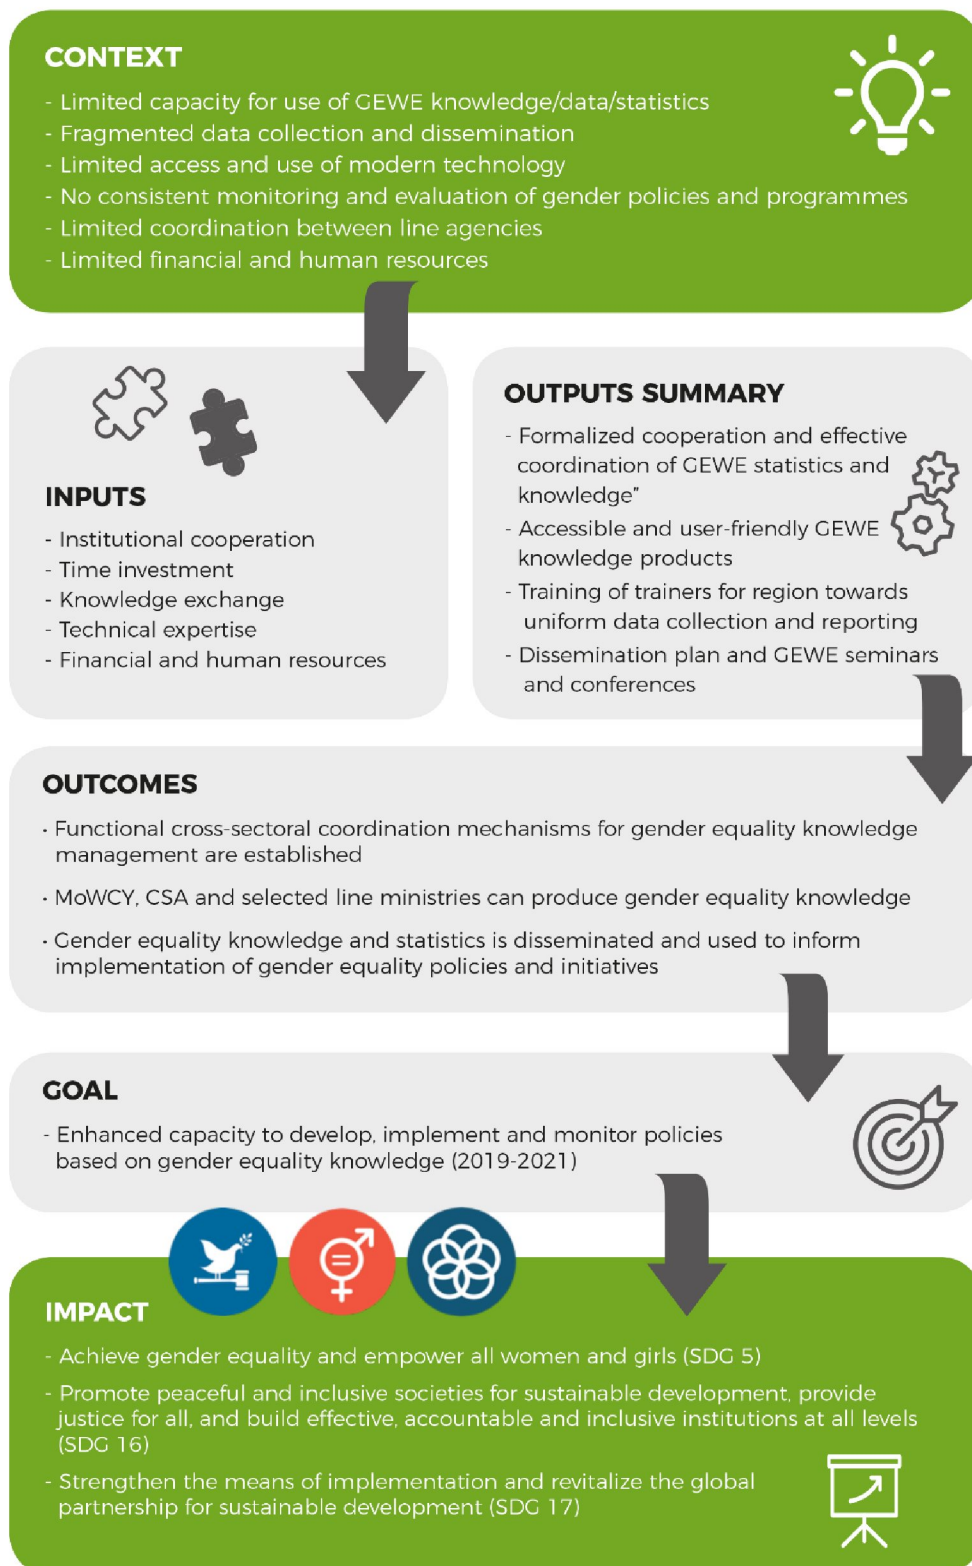 CONTEXT
- Limited capacity for use of GEWE knowledge/data/statistics
- Fragmented data collection and dissemination
- Limited access and use of modern technology
- No consistent monitoring and evaluation of gender policies and programmes
- Limited coordination between line agencies
- Limited financial and human resources
INPUTS
- Institutional cooperation
- Time investment
- Knowledge exchange
- Technical expertise
- Financial and human resources
OUTPUTS SUMMARY
- Formalized cooperation and effective
coordination of GEWE statistics and
knowledge”
- Accessible and user-friendly GEWE
knowledge products
- Training of trainers for region towards
uniform data collection and reporting
- Dissemination plan and GEWE seminars
and conferences
OUTCOMES
• Functional cross-sectoral coordination mechanisms for gender equality knowledge
management are established
• MoWCY, CSA and selected line ministries can produce gender equality knowledge
• Gender equality knowledge and statistics is disseminated and used to inform
implementation of gender equality policies and initiatives
GOAL
- Enhanced capacity to develop, implement and monitor policies
based on gender equality knowledge (2019-2021)
IMPACT
- Achieve gender equality and empower all women and girls (SDG 5)
- Promote peaceful and inclusive societies for sustainable development, provide
justice for all, and build effective, accountable and inclusive institutions at all levels
(SDG 16)
- Strengthen the means of implementation and revitalize the global
partnership for sustainable development (SDG 17)